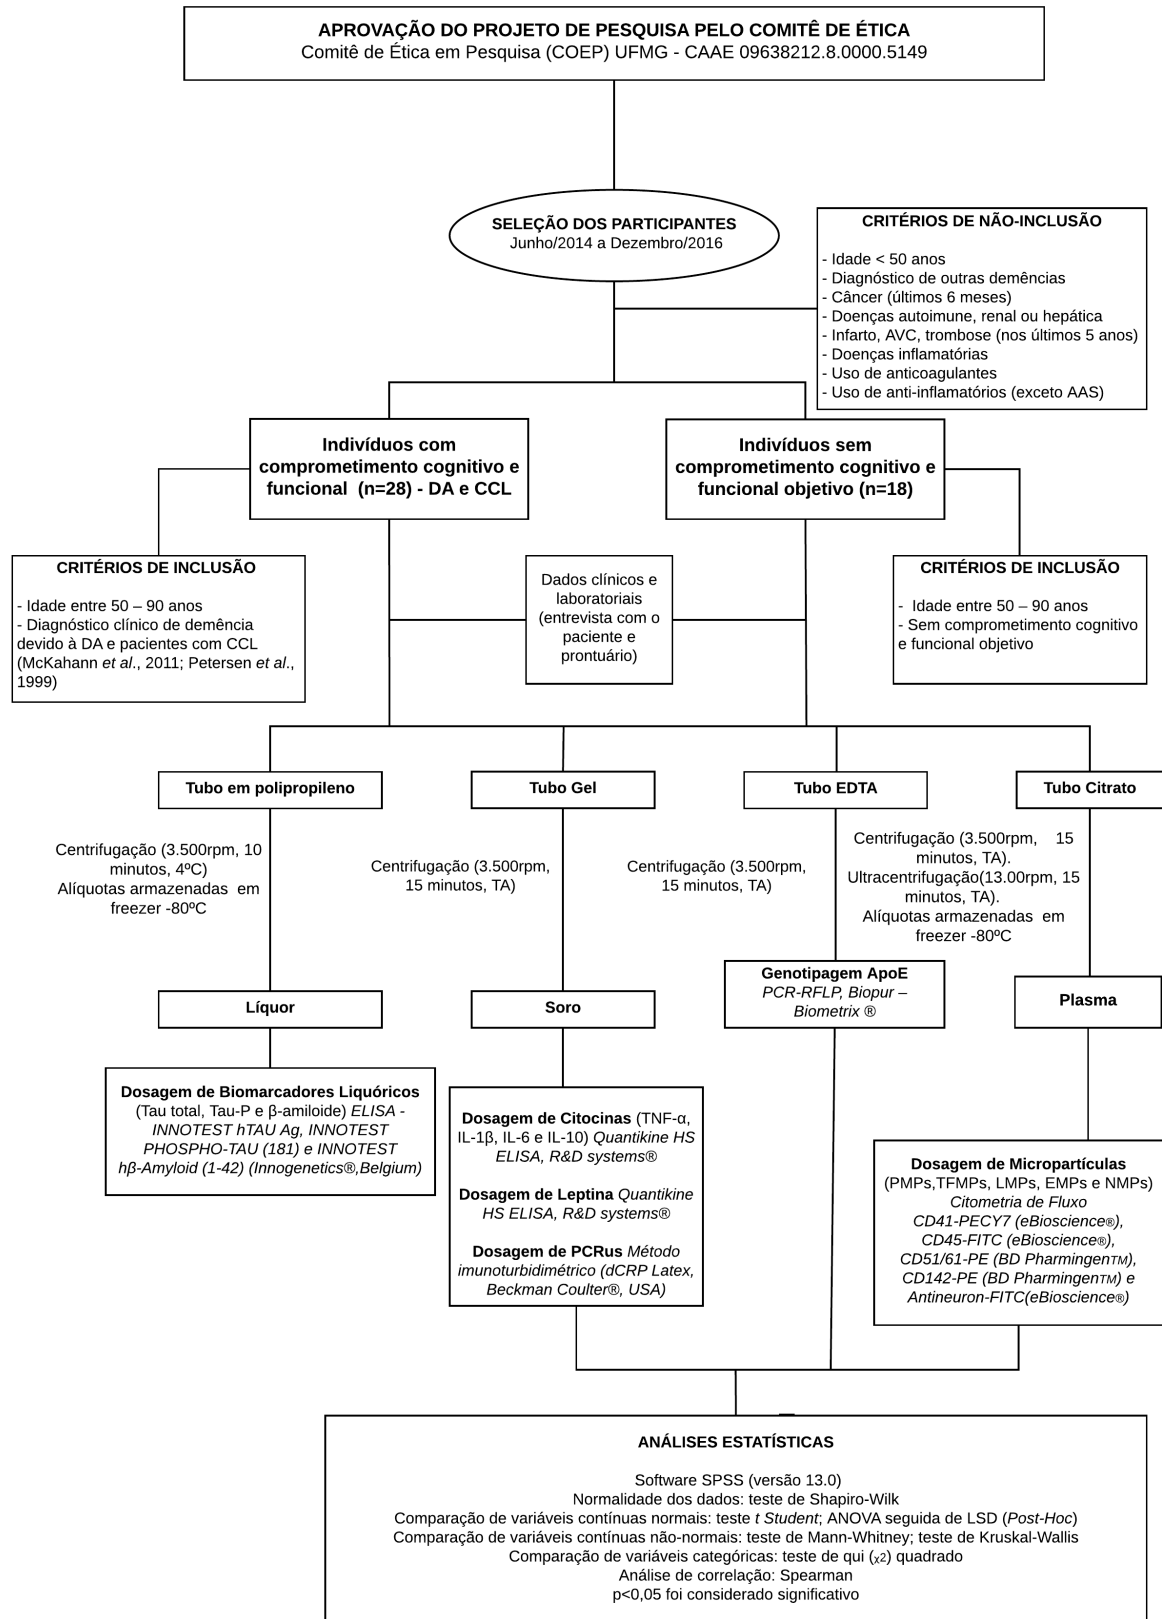 APROVAÇÃO DO PROJETO DE PESQUISA PELO COMITÊ DE ÉTICA
Comitê de Ética em Pesquisa (COEP) UFMG - CAAE 09638212.8.0000.5149
SELEÇÃO DOS PARTICIPANTES
Junho/2014 a Dezembro/2016
CRITÉRIOS DE NÃO-INCLUSÃO
- Idade < 50 anos
- Diagnóstico de outras demências
- Câncer (últimos 6 meses)
- Doenças autoimune, renal ou hepática
- Infarto, AVC, trombose (nos últimos 5 anos)
- Doenças inflamatórias
- Uso de anticoagulantes
- Uso de anti-inflamatórios (exceto AAS)
Indivíduos com
comprometimento cognitivo e
funcional (n=28) - DA e CCL
Indivíduos sem
comprometimento cognitivo e
funcional objetivo (n=18)
CRITÉRIOS DE INCLUSÃO
- Idade entre 50 – 90 anos
- Diagnóstico clínico de demência
devido à DA e pacientes com CCL
(McKahann et al., 2011; Petersen et al.,
1999)
Dados clínicos e
laboratoriais
(entrevista com o
paciente e
prontuário)
CRITÉRIOS DE INCLUSÃO
- Idade entre 50 – 90 anos
- Sem comprometimento cognitivo
e funcional objetivo
Tubo em polipropileno
Tubo Gel
Tubo EDTA
Tubo Citrato
Centrifugação (3.500rpm, 10
minutos, 4ºC)
Alíquotas armazenadas em
freezer -80ºC
Centrifugação (3.500rpm,
15 minutos, TA)
Centrifugação (3.500rpm,
15 minutos, TA)
Centrifugação (3.500rpm, 15
minutos, TA).
Ultracentrifugação(13.00rpm, 15
minutos, TA).
Alíquotas armazenadas em
freezer -80ºC
Líquor
Soro
Genotipagem ApoE
PCR-RFLP, Biopur –
Biometrix ®
Plasma
Dosagem de Biomarcadores Liquóricos
(Tau total, Tau-P e β-amiloide) ELISA -
INNOTEST hTAU Ag, INNOTEST
PHOSPHO-TAU (181) e INNOTEST
hβ-Amyloid (1-42) (Innogenetics®,Belgium)
Dosagem de Citocinas (TNF-α,
IL-1β, IL-6 e IL-10) Quantikine HS
ELISA, R&D systems®
Dosagem de Leptina Quantikine
HS ELISA, R&D systems®
Dosagem de PCRus Método
imunoturbidimétrico (dCRP Latex,
Beckman Coulter®, USA)
Dosagem de Micropartículas
(PMPs,TFMPs, LMPs, EMPs e NMPs)
Citometria de Fluxo
CD41-PECY7 (eBioscience®),
CD45-FITC (eBioscience®),
CD51/61-PE (BD Pharmingen™),
CD142-PE (BD Pharmingen™) e
Antineuron-FITC(eBioscience®)
ANÁLISES ESTATÍSTICAS
Software SPSS (versão 13.0)
Normalidade dos dados: teste de Shapiro-Wilk
Comparação de variáveis contínuas normais: teste t Student; ANOVA seguida de LSD (Post-Hoc)
Comparação de variáveis contínuas não-normais: teste de Mann-Whitney; teste de Kruskal-Wallis
Comparação de variáveis categóricas: teste de qui (χ2) quadrado
Análise de correlação: Spearman
p<0,05 foi considerado significativo